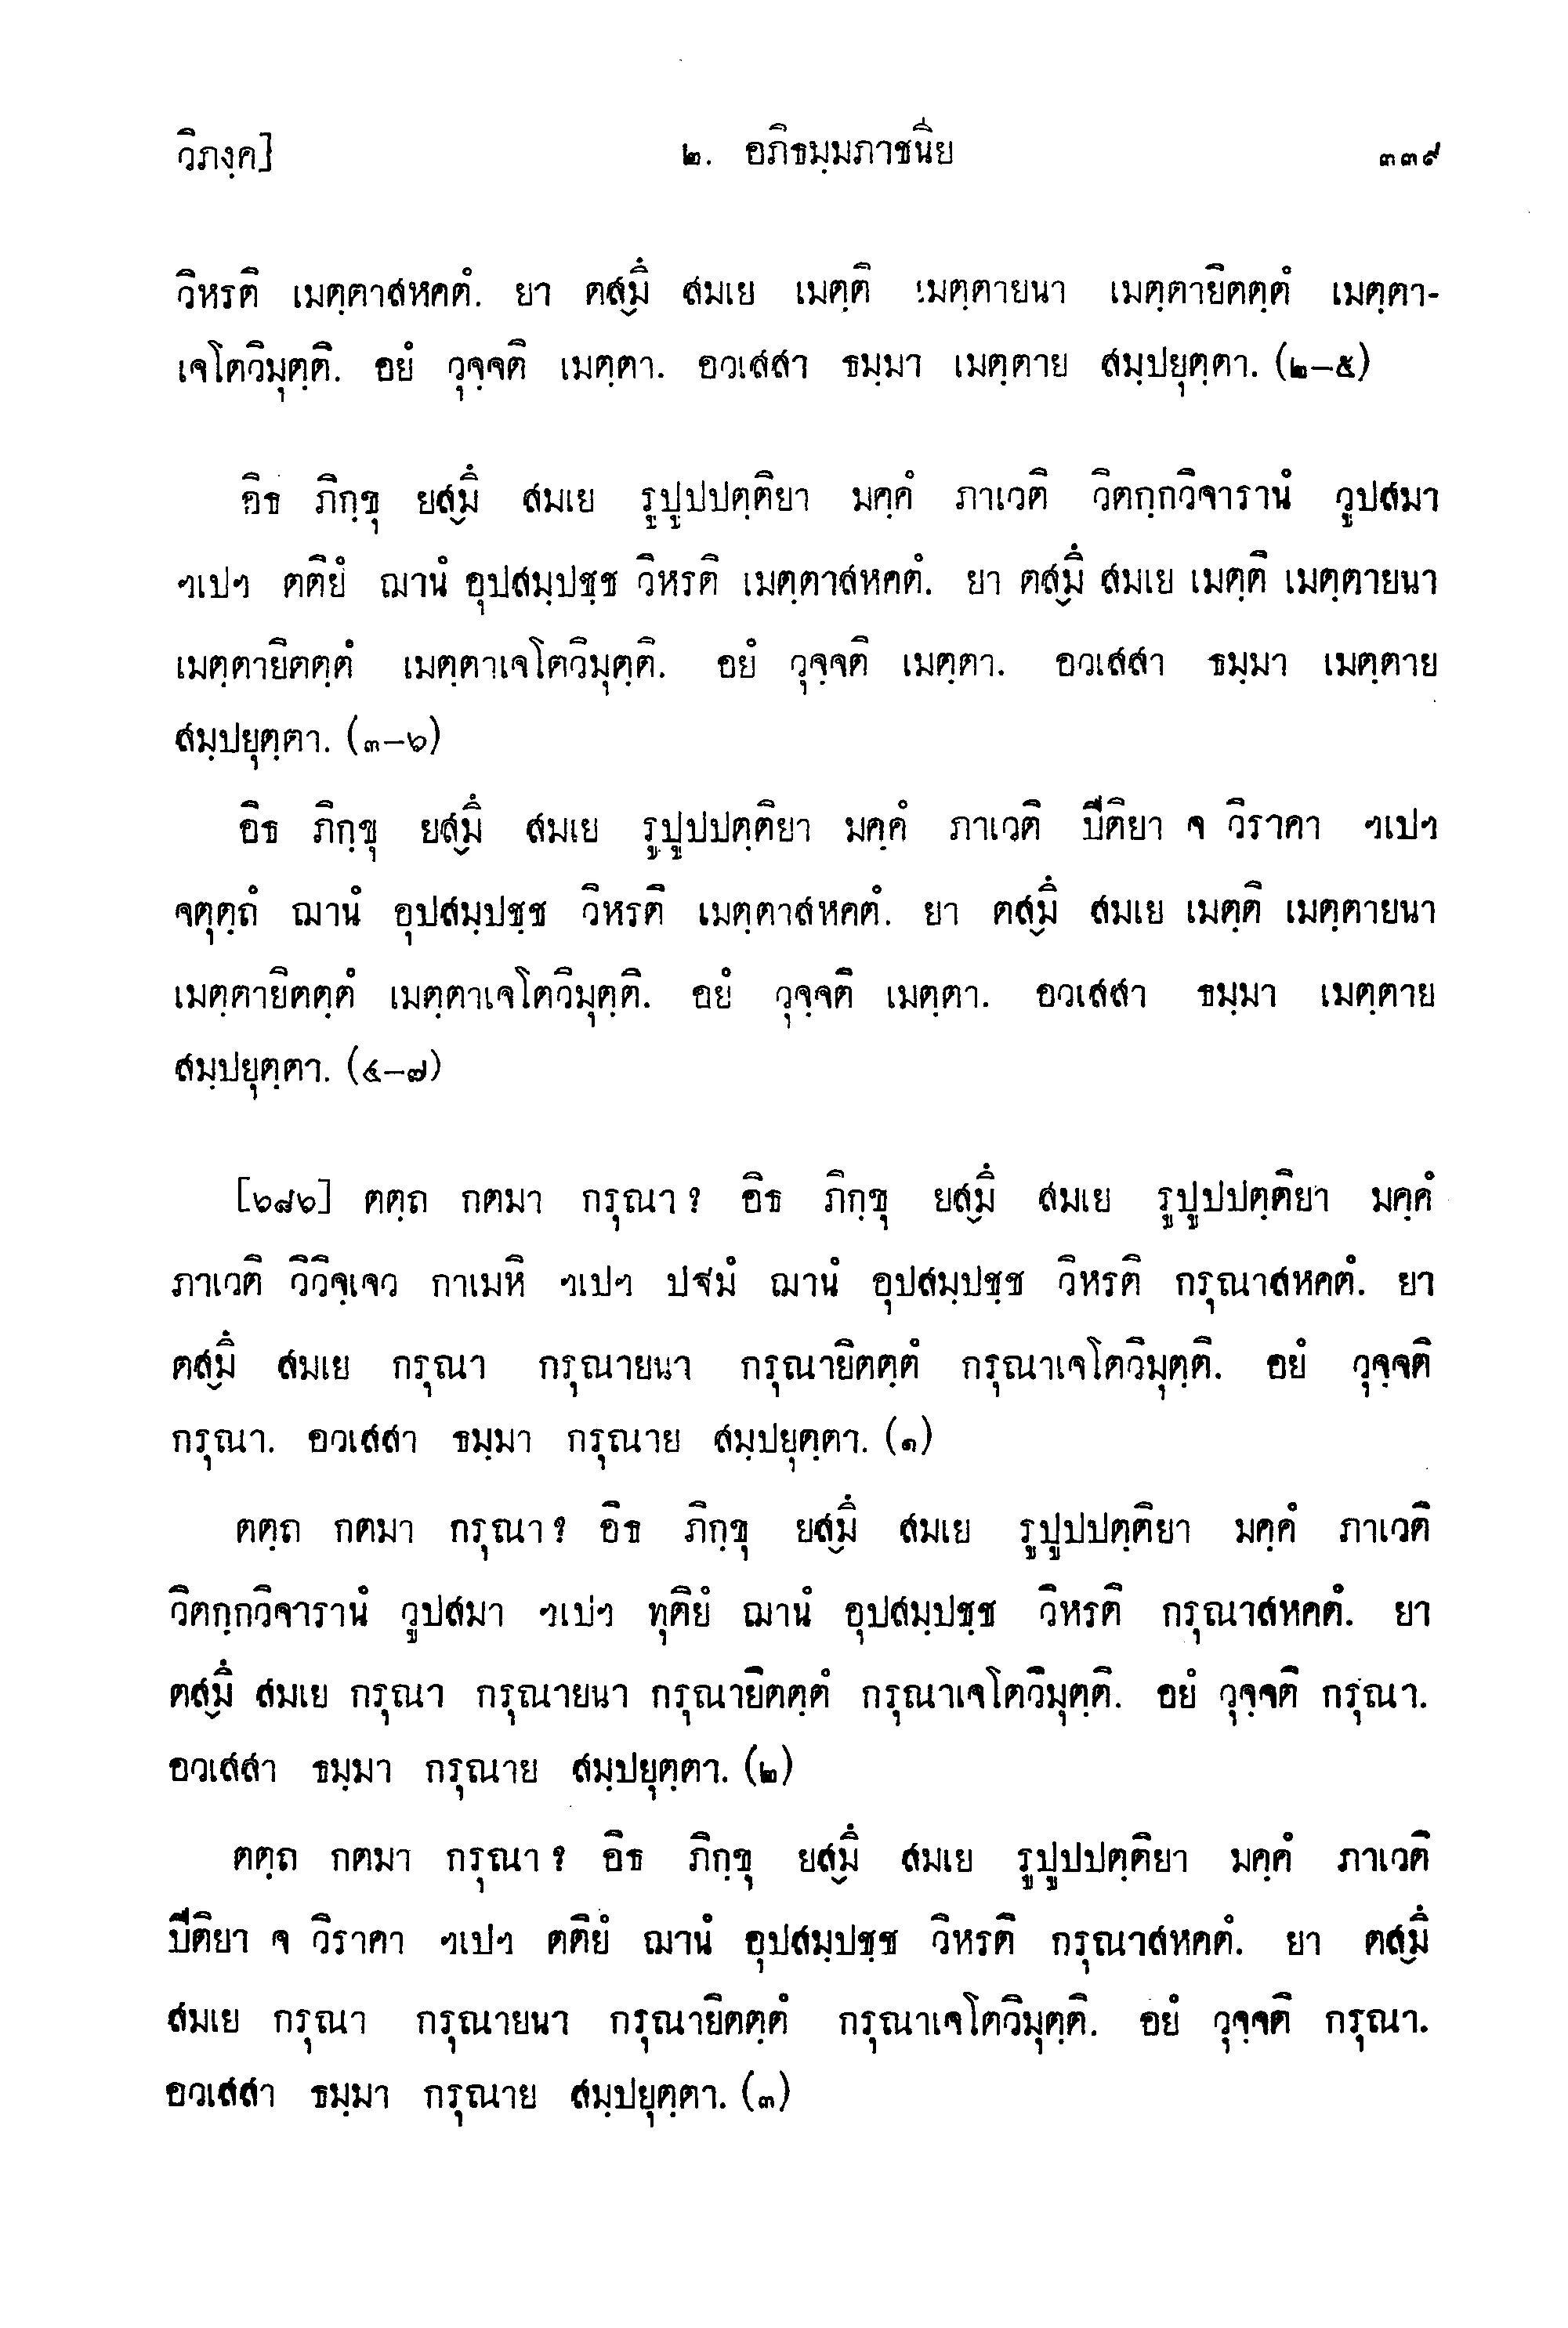 วิภงฺค]
๒. อภิธมฺมภาชนีย
๓๓๙
วิหรติ เมตฺตาสหคตํ. ยา ตสฺมิํ สมเย เมตฺติ เมตฺตายนา เมตฺตายิตตฺตํ เมตฺตา-
เจโตวิมุตฺติ. อยํ วุจฺจติ เมตฺตา. อวเสสา ธมฺมา เมตฺตาย สมฺปยุตฺตา. (๒–๕)
อิธ ภิกฺขุ ยสฺมิํ สมเย รูปูปปตฺติยา มคฺคํ ภาเวติ วิตกฺกวิจารานํ วูปสมา
ฯเปฯ ตติยํ ฌานํ อุปสมฺปชฺช วิหรติ เมตฺตาสหคตํ. ยา ตสฺมิํ สมเย เมตฺติ เมตฺตายนา
เมตฺตายิตตฺตํ เมตฺตาเจโตวิมุตฺติ. อยํ วุจฺจติ เมตฺตา. อวเสสา ธมฺมา เมตฺตาย
สมฺปยุตฺตา. (๓–๖)
อิธ ภิกฺขุ ยสฺมิํ สมเย รูปูปปตฺติยา มคฺคํ ภาเวติ ปีติยา จ วิราคา ฯเปฯ
จตุตฺถํ ฌานํ อุปสมฺปชฺช วิหรติ เมตฺตาสหคตํ. ยา ตสฺมิํ สมเย เมตฺติ เมตฺตายนา
เมตฺตายิตตฺตํ เมตฺตาเจโตวิมุตฺติ. อยํ วุจฺจติ เมตฺตา. อวเสสา ธมฺมา เมตฺตาย
สมฺปยุตฺตา. (๔–๗)
[๖๘๖] ตตฺถ กตมา กรุณา? อิธ ภิกฺขุ ยสฺมิํ สมเย รูปูปปตฺติยา มคฺคํ
ภาเวติ วิวิจฺเจว กาเมหิ ฯเปฯ ปฐมํ ฌานํ อุปสมฺปชฺช วิหรติ กรุณาสหคตํ. ยา
ตสฺมิํ สมเย กรุณา กรุณายนา กรุณายิตตฺตํ กรุณาเจโตวิมุตฺติ. อยํ วุจฺจติ
กรุณา. อวเสสา ธมฺมา กรุณาย สมฺปยุตฺตา. (๑)
ตตฺถ กตมา กรุณา? อิธ ภิกฺขุ ยสฺมิํ สมเย รูปูปปตฺติยา มคฺคํ ภาเวติ
วิตกฺกวิจารานํ วูปสมา ฯเปฯ ทุติยํ ฌานํ อุปสมฺปชฺช วิหรติ กรุณาสหคตํ. ยา
ตสฺมิํ สมเย กรุณา กรุณายนา กรุณายิตตฺตํ กรุณาเจโตวิมุตฺติ. อยํ วุจฺจติ กรุณา.
อวเสสา ธมฺมา กรุณาย สมฺปยุตฺตา. (๒)
ตตฺถ กตมา กรุณา? อิธ ภิกฺขุ ยสฺมิํ สมเย รูปูปปตฺติยา มคฺคํ ภาเวติ
ปีติยา จ วิราคา ฯเปฯ ตติยํ ฌานํ อุปสมฺปชฺช วิหรติ กรุณาสหคตํ. ยา ตสฺมิํ
สมเย กรุณา กรุณายนา กรุณายิตตฺตํ กรุณาเจโตวิมุตฺติ. อยํ วุจฺจติ กรุณา.
อวเสสา ธมฺมา กรุณาย สมฺปยุตฺตา. (๓)